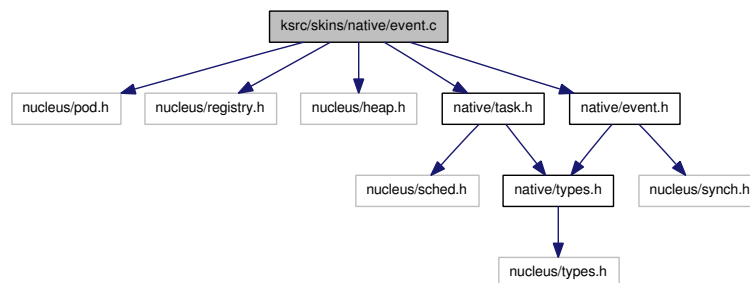 ksrc/skins/native/event.c
nucleus/pod.h
nucleus/registry.h
nucleus/heap.h
native/task.h
native/event.h
nucleus/sched.h
native/types.h
nucleus/synch.h
nucleus/types.h